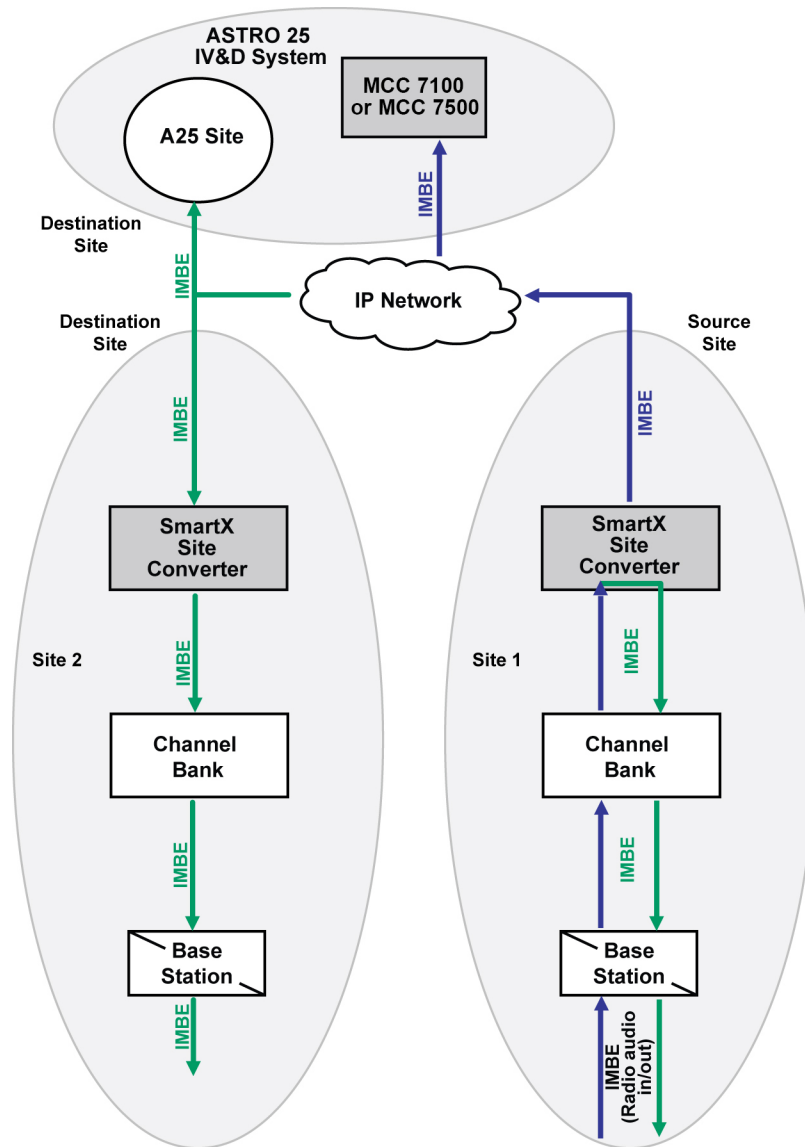 ASTRO 25
IV&D System
MCC 7100
or MCC 7500
A25 Site
IMBE
Destination
Site
IMBE
IP Network
Destination
Site
Source
Site
IMBE
IMBE
SmartX
Site
Converter
SmartX
Site
Converter
Site 2
IMBE
Site 1
IMBE
Channel
Bank
Channel
Bank
IMBE
IMBE
Base
Station
Base
Station
IMBE
IMBE
(Radio audio
in/out)